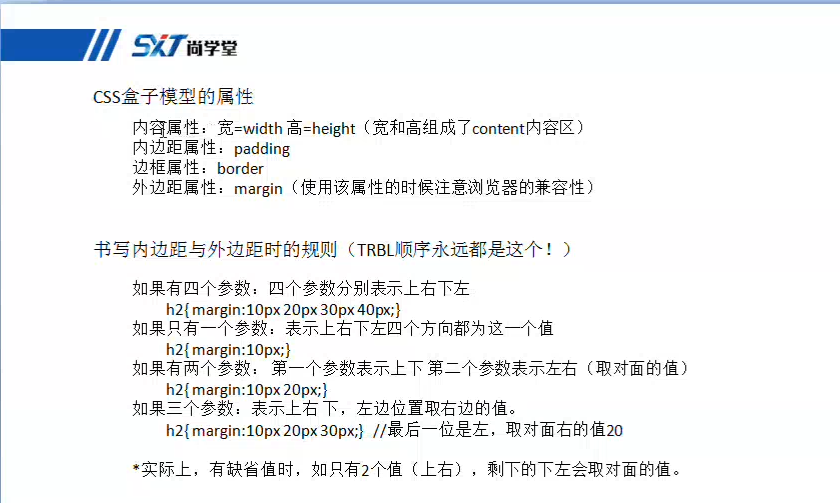 SXT尚学堂
CSS盒子模型的属性
内容属性：宽=width 高=height（宽和高组成了content内容区）
内边距属性：padding
边框属性：border
外边距属性：margin（使用该属性的时候注意浏览器的兼容性）
书写内边距与外边距时的规则（TRBL顺序永远都是这个！）
如果有四个参数：四个参数分别表示上右下左
h2{margin:10px 20px 30px 40px;}
如果只有一个参数：表示上右下左四个方向都为这一个值
h2{margin:10px;}
如果有两个参数： 第一个参数表示上下 第二个参数表示左右（取对面的值）
h2{margin:10px 20px;}
如果三个参数：表示上右下，左边位置取右边的值。
h2{margin:10px 20px 30px;} //最后一位是左，取对面右的值20
*实际上，有缺省值时，如只有2个值（上右），剩下的下左会取对面的值。